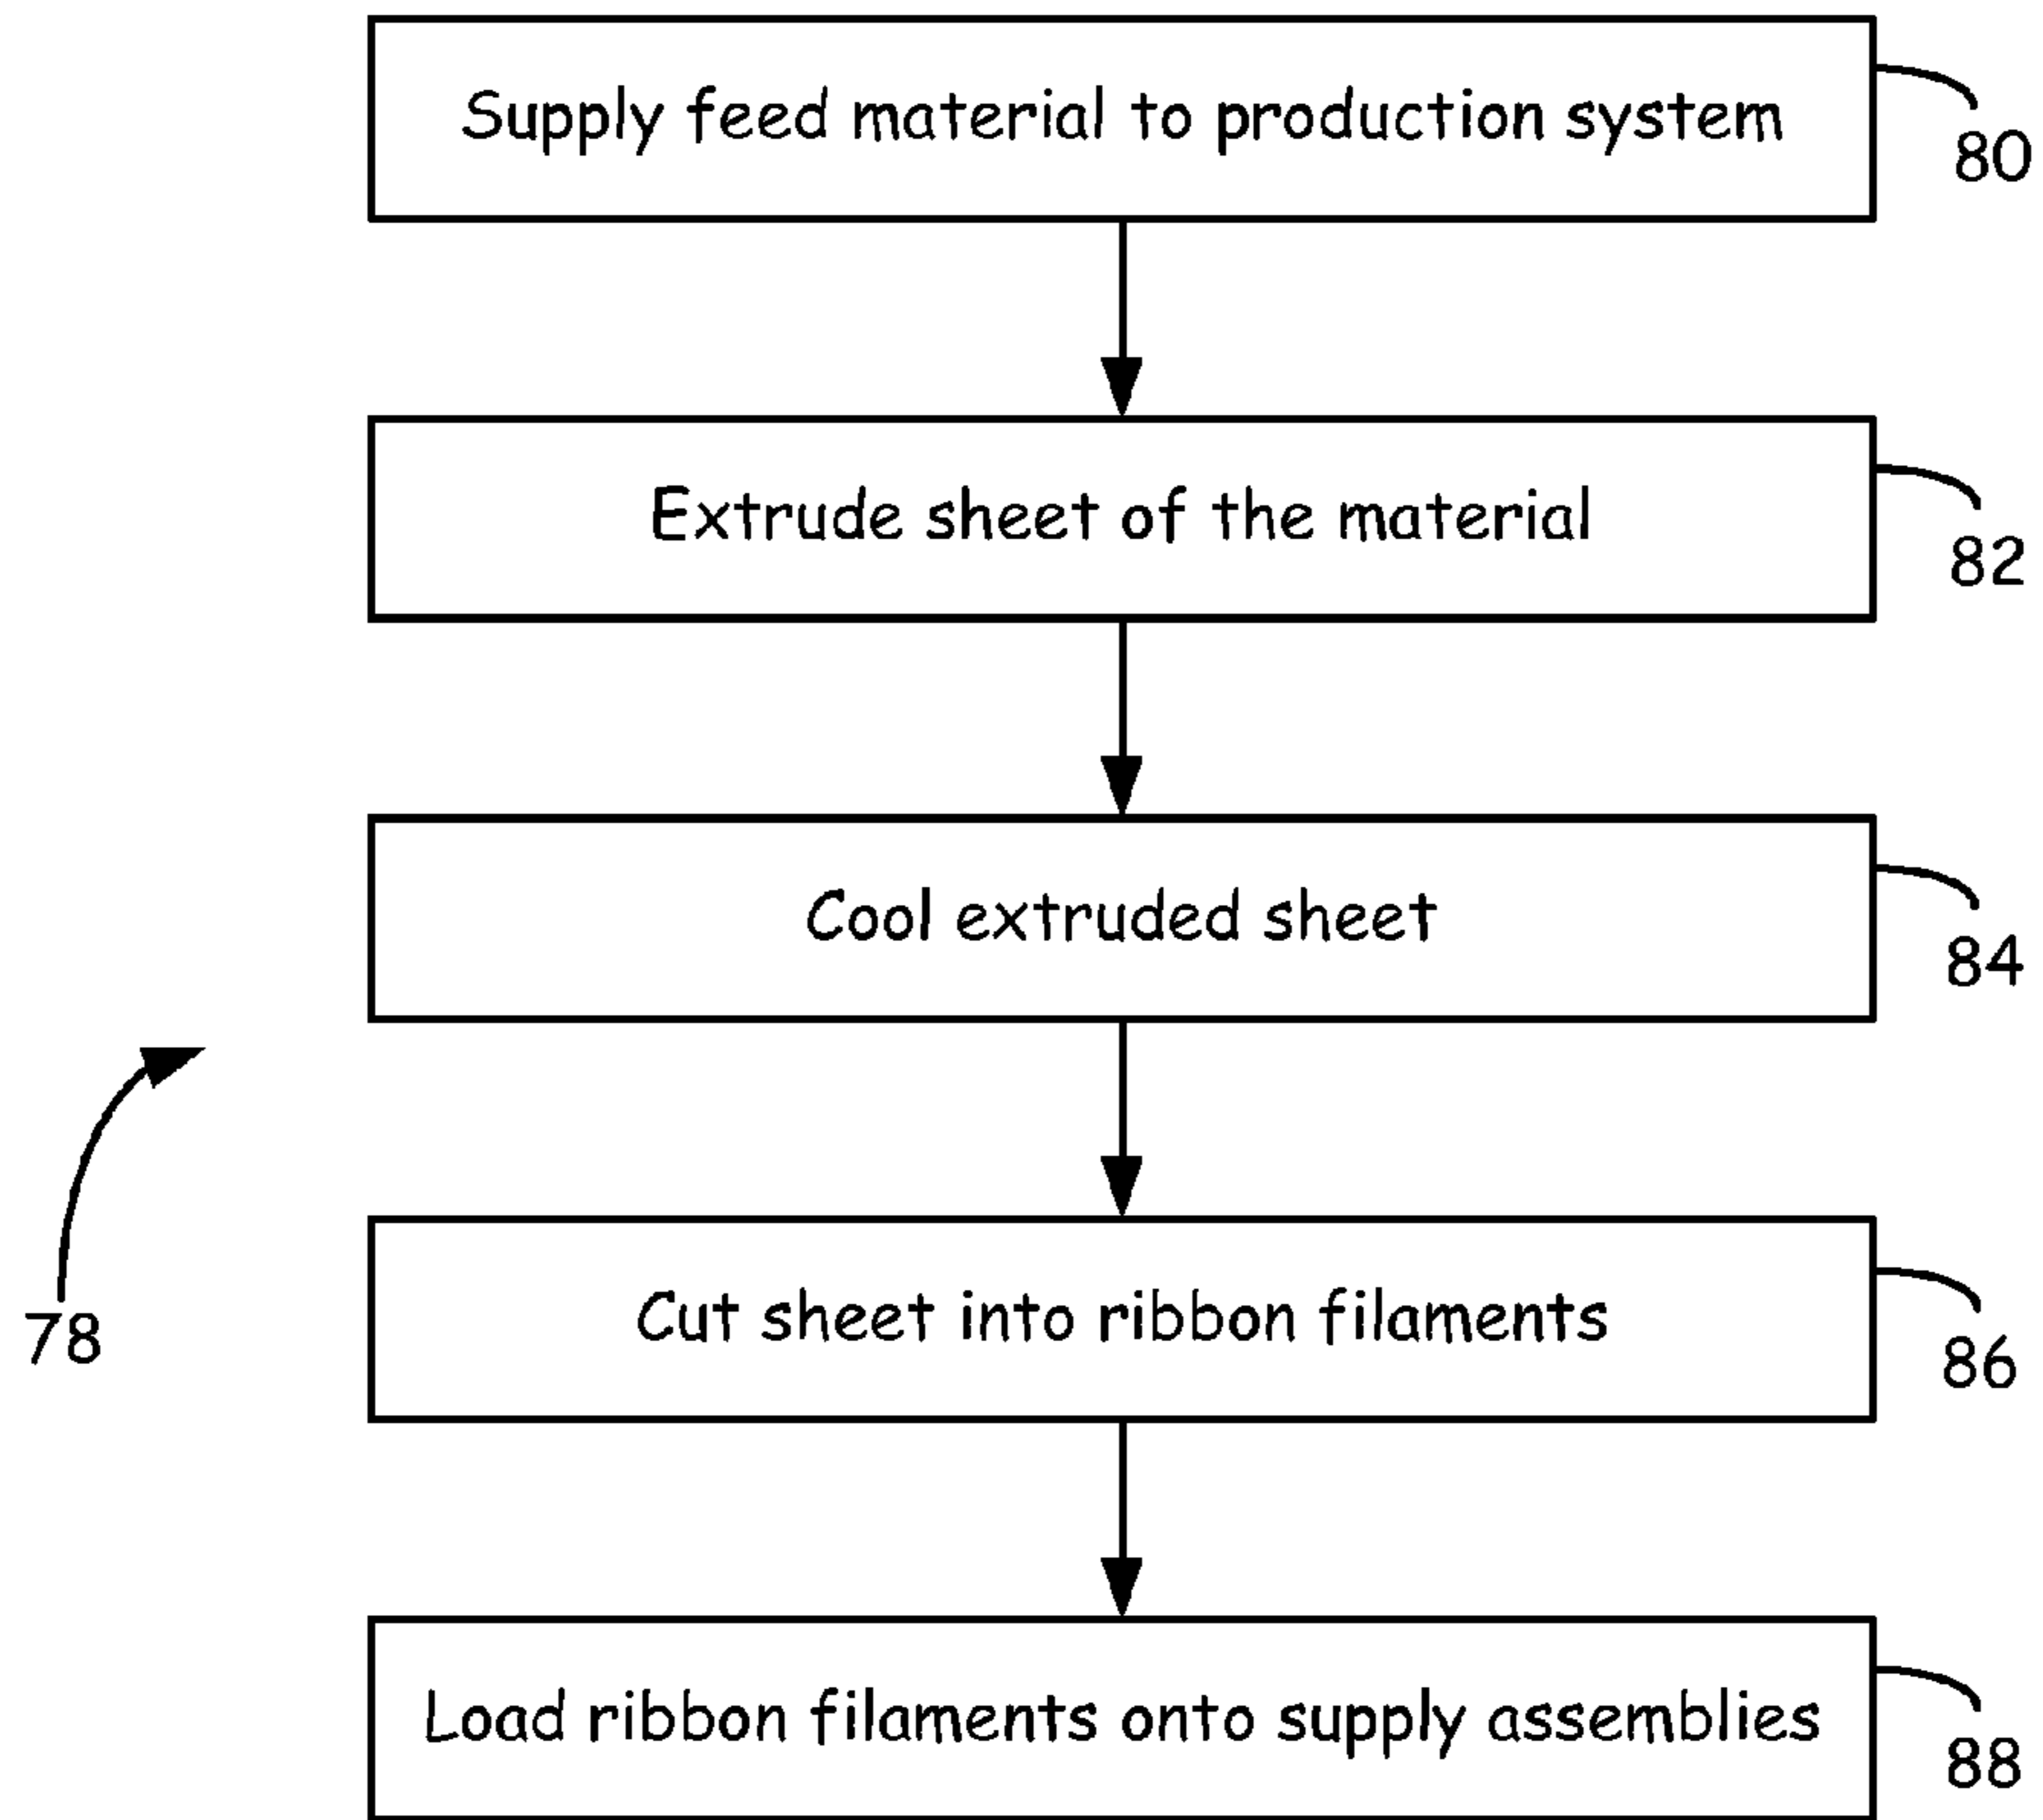 Supply feed material to production system
80
Extrude sheet of the material
82
Cool extruded sheet
84
Cut sheet into ribbon filaments
78
86
Load ribbon filaments onto supply assemblies
88